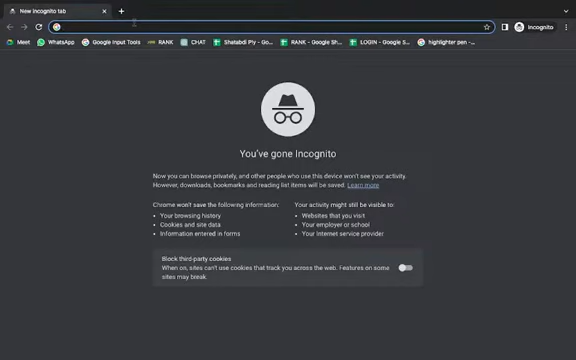 New Incognito tab
Incognito
Meet WhatsApp Google Input Tools RANK CHAT Shatabdi Ply - Go... RANK - Google Sh... LOGIN - Google S... highlighter pen -...
You've gone Incognito
Now you can browse privately, and other people who use this device won't see your activity.
However, downloads, bookmarks and reading list items will be saved. Learn more
Chrome won't save the following information:
• Your browsing history
• Cookies and site data
• Information entered in forms
Your activity might still be visible to:
• Websites that you visit
• Your employer or school
• Your Internet service provider
Block third-party cookies
When on, sites can't use cookies that track you across the web. Features on some
sites may break.